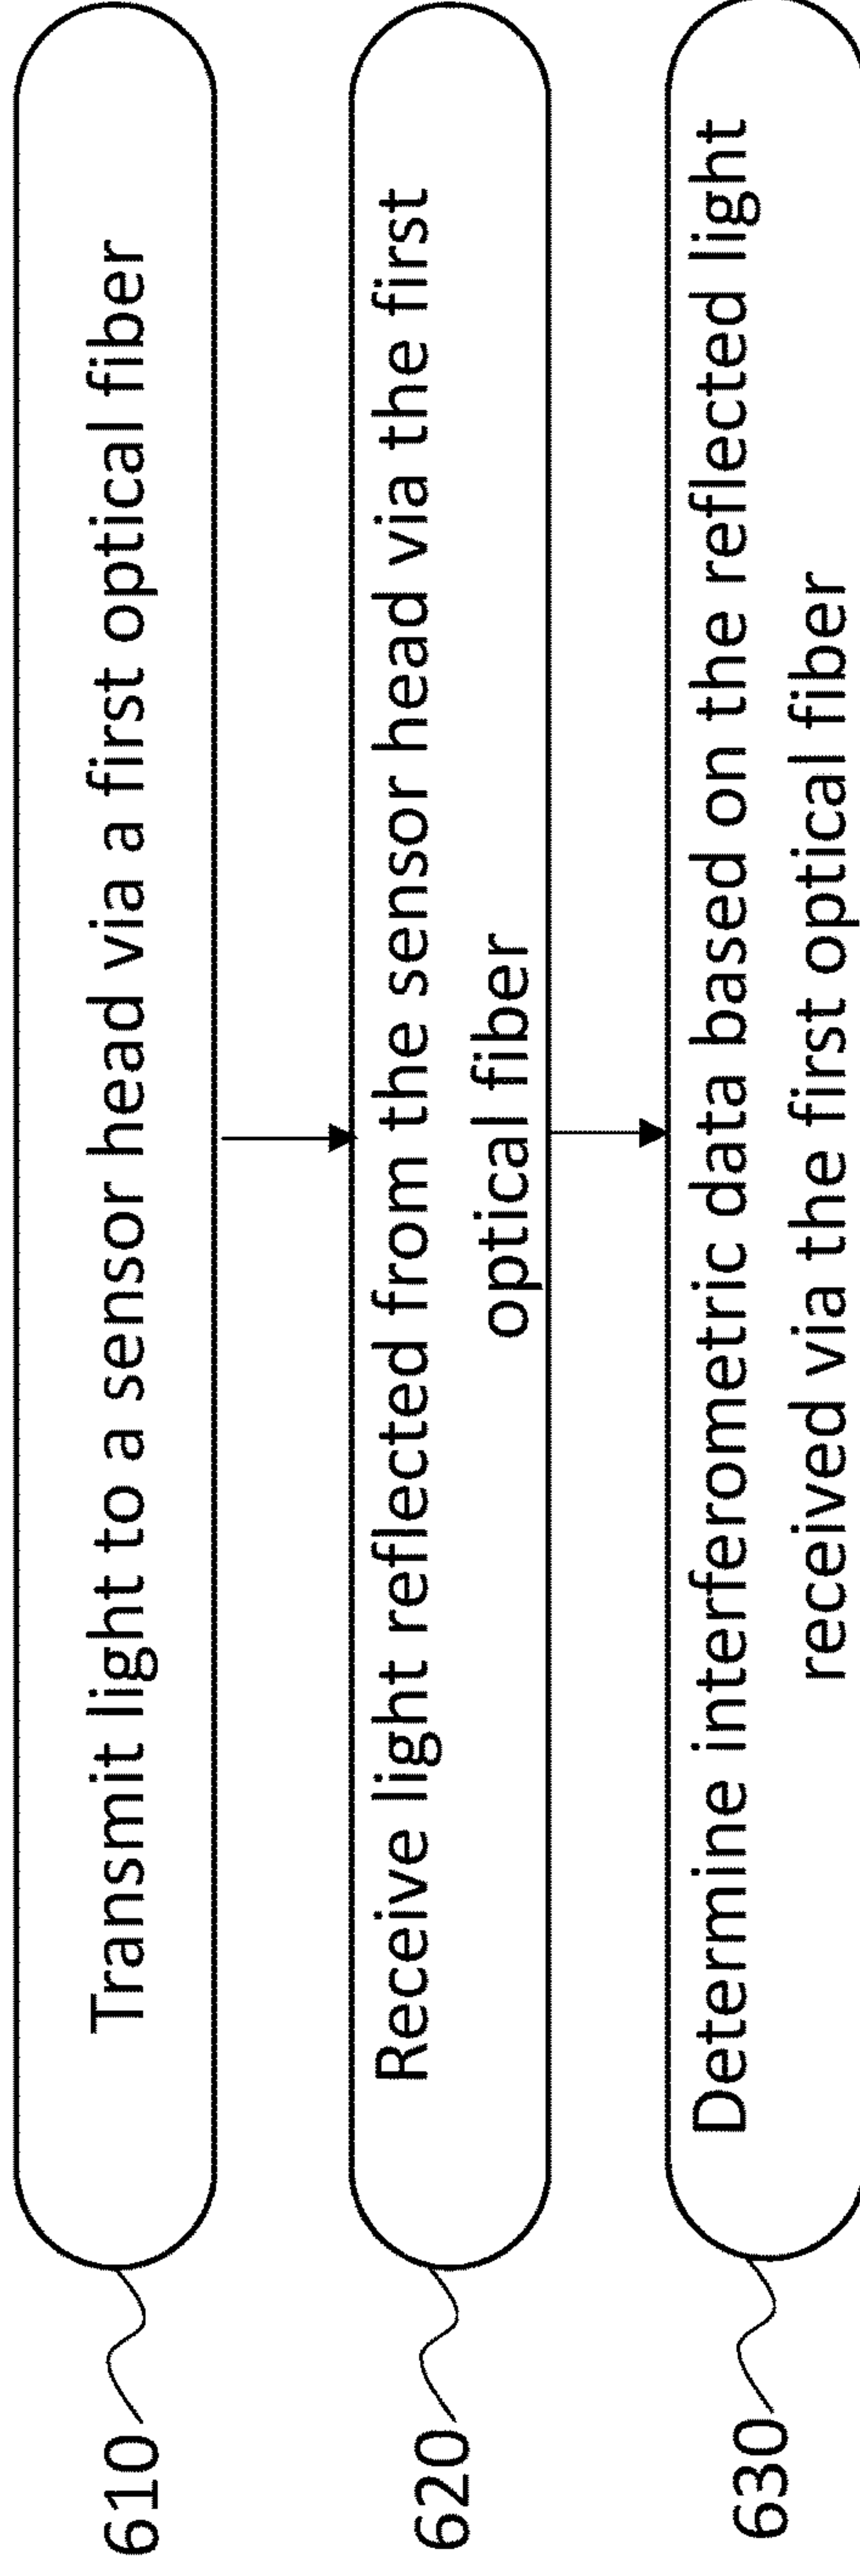 610
Transmit light to a sensor head via a first optical fiber
620
Receive light reflected from the sensor head via the first
optical fiber
630
Determine interferometric data based on the reflected light
received via the first optical fiber